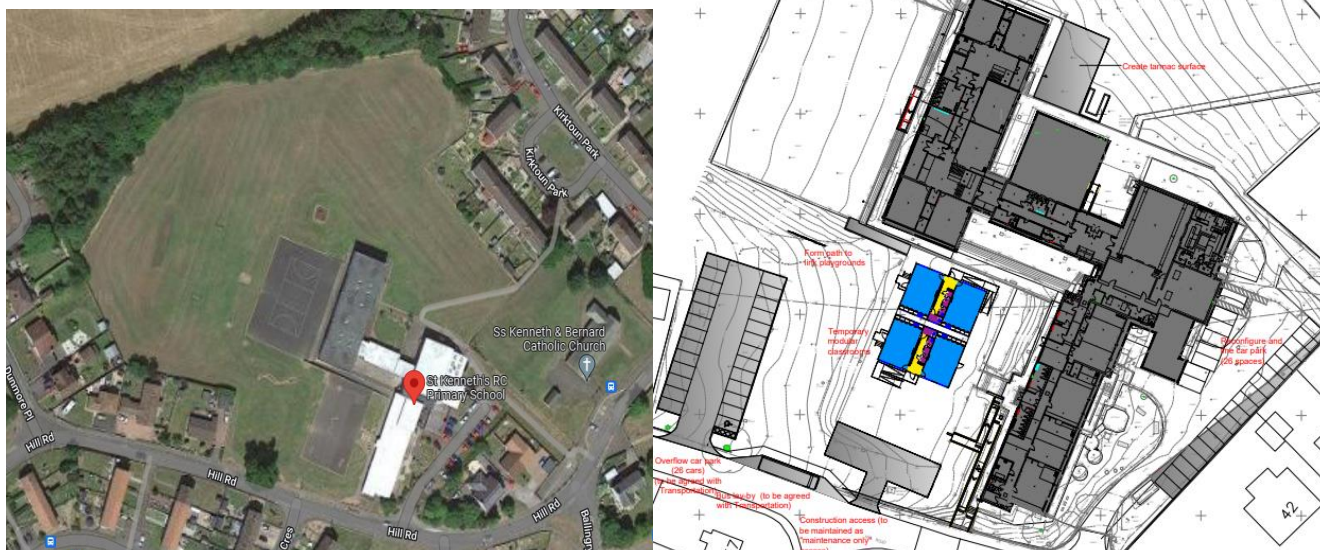 Kirktoun Park
Kirktoun Park
Ss Kenneth & Bernard
Catholic Church
St Kenneth's RC
Primary School
Dunmore Pl
Hill Rd
Hill Rd
Hill Rd
Hill Rd
Cres
Ballingry
Create tarmac surface
Form path to
link playgrounds
Temporary
modular
classrooms
Reconfigure and
line car park
(26 spaces)
Overflow car park
(26 cars)
(to be agreed with
Transportation)
Bus lay-by (to be agreed
with Transportation)
Construction access (to
be maintained as
"maintenance only"
42